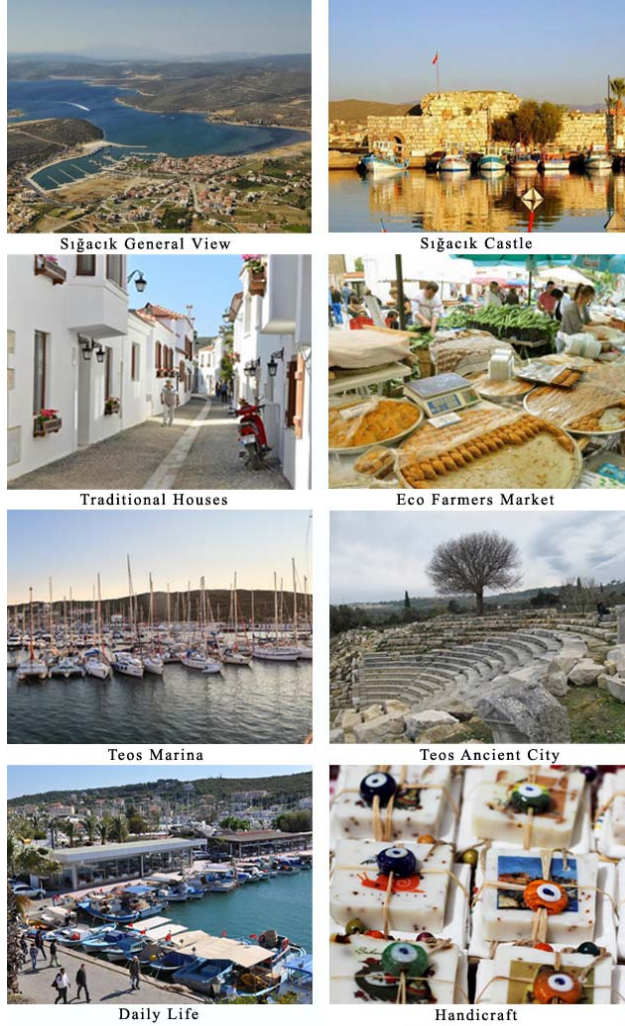 Sığacık General View
Sığacık Castle
Traditional Houses
Eco Farmers Market
Teos Marina
Teos Ancient City
Daily Life
Handicraft